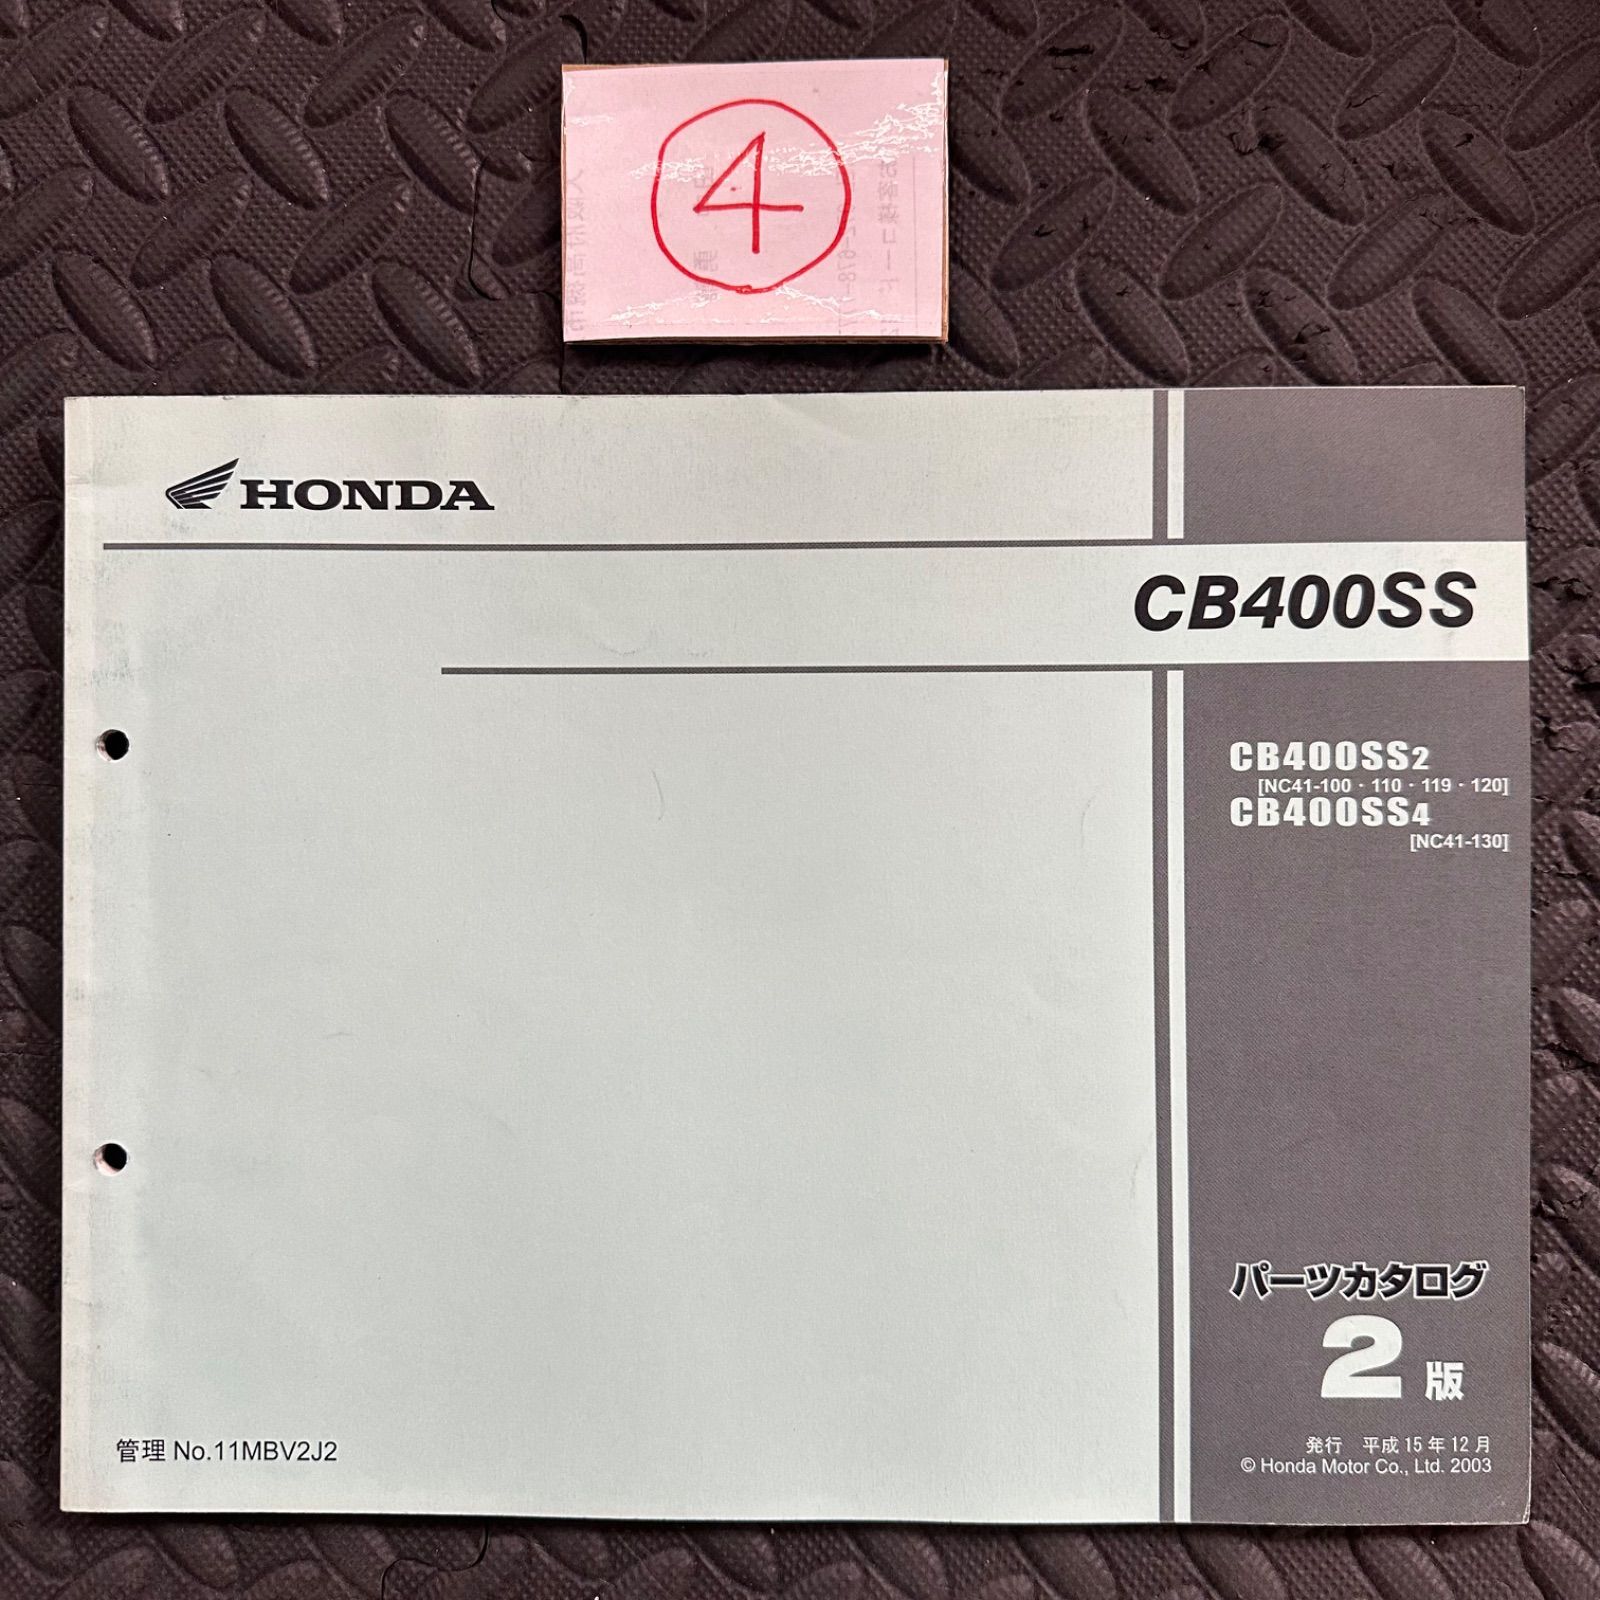 4
HONDA
CB400SS
CB400SS2
[NC41-100・110・119・120]
CB400SS4
[NC41-130]
パーツカタログ
2版
管理 No.11MBV2J2
発行 平成15年12月
© Honda Motor Co., Ltd. 2003